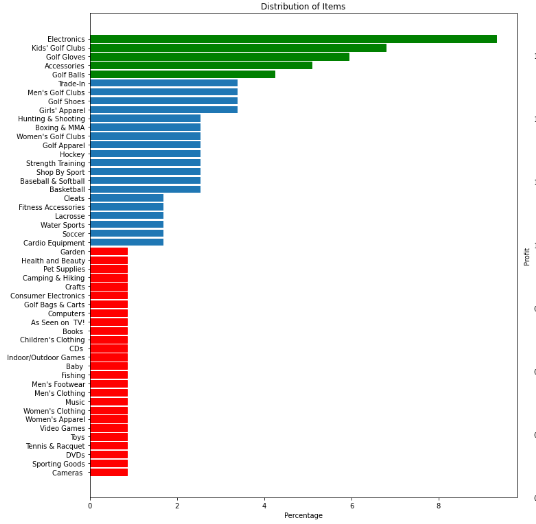 Distribution of Items
Electronics
Kids' Golf Clubs
Golf Gloves
Accessories
Golf Balls
Trade-In
Men's Golf Clubs
Golf Shoes
Girls' Apparel
Hunting & Shooting
Boxing & MMA
Women's Golf Clubs
Golf Apparel
Hockey
Strength Training
Shop By Sport
Baseball & Softball
Basketball
Cleats
Fitness Accessories
Lacrosse
Water Sports
Soccer
Cardio Equipment
Garden
Health and Beauty
Pet Supplies
Camping & Hiking
Crafts
Consumer Electronics
Golf Bags & Carts
Computers
As Seen on  TV!
Books
Children's Clothing
CDs
Indoor/Outdoor Games
Baby
Fishing
Men's Footwear
Men's Clothing
Music
Women's Clothing
Women's Apparel
Video Games
Toys
Tennis & Racquet
DVDs
Sporting Goods
Cameras
0 2 4 6 8
Percentage
Profit